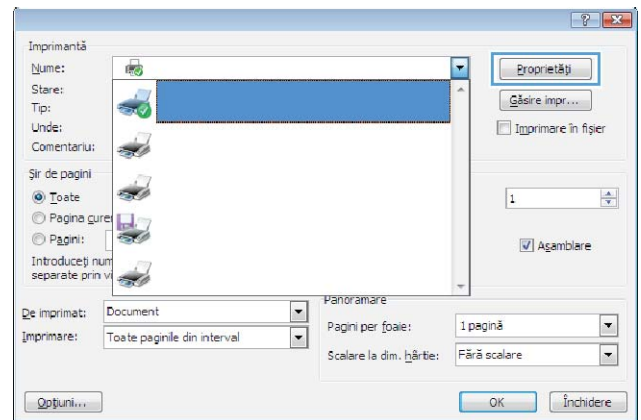 Imprimantă
Nume:
Proprietăți
Stare:
Găsire impr...
Tip:
Unde:
Imprimare în fișier
Comentariu:
Șir de pagini
Toate
1
Pagina cure
Pagini:
Asamblare
Introduceți num
separate prin vi
De imprimat: Document
Imprimare: Toate paginile din interval
Panoramare
Pagini per foaie: 1 pagină
Scalare la dim. hârtie: Fără scalare
Opțiuni...
OK
Închidere